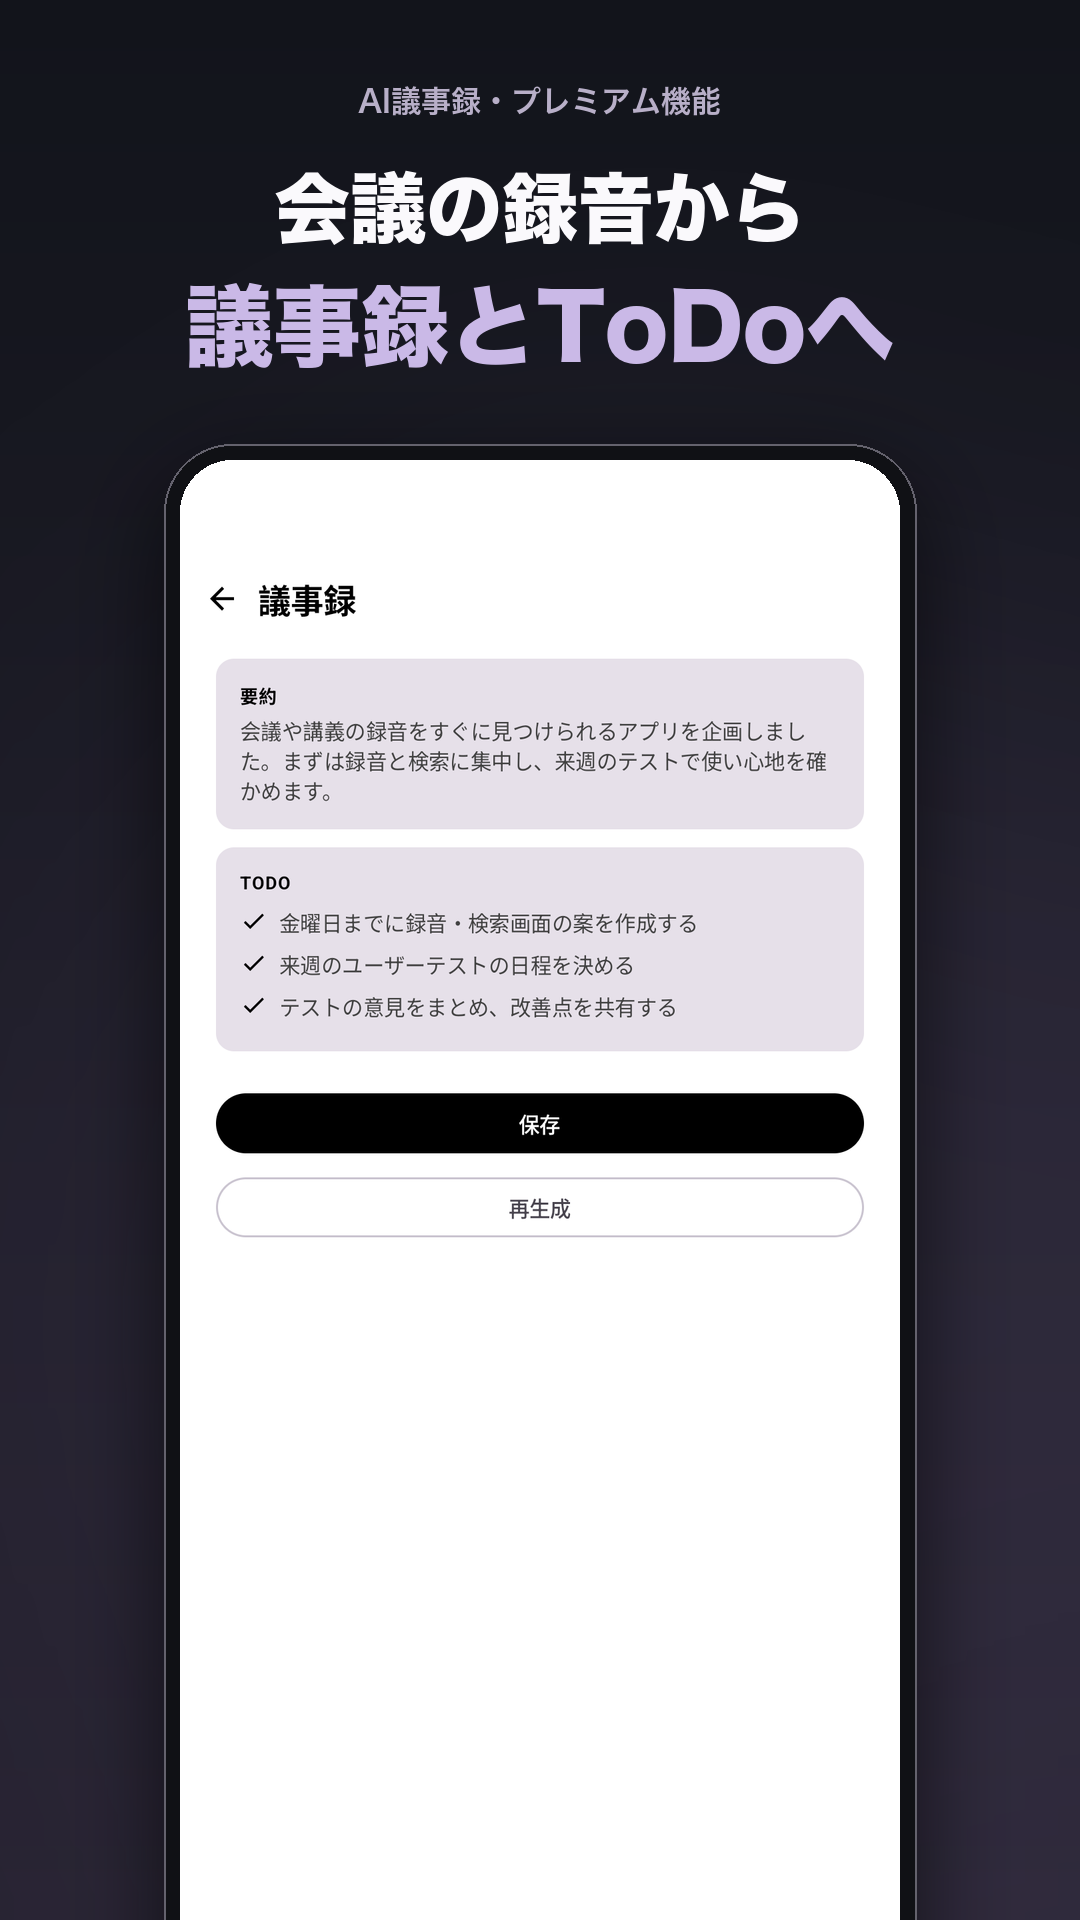 AI議事録・プレミアム機能
会議の録音から
議事録とToDoへ
議事録
要約
会議や講義の録音をすぐに見つけられるアプリを企画しまし
た。まずは録音と検索に集中し、来週のテストで使い心地を確
かめます。
TODO
金曜日までに録音・検索画面の案を作成する
来週のユーザーテストの日程を決める
テストの意見をまとめ、改善点を共有する
保存
再生成